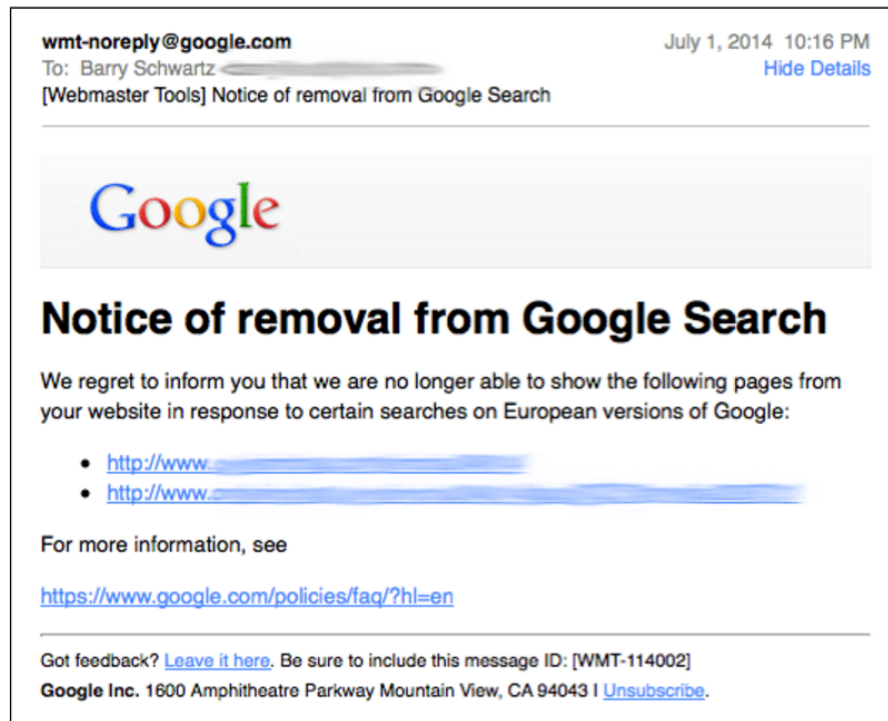 wmt-noreply@google.com
July 1, 2014 10:16 PM
To: Barry Schwartz
Hide Details
[Webmaster Tools] Notice of removal from Google Search
Google
Notice of removal from Google Search
We regret to inform you that we are no longer able to show the following pages from
your website in response to certain searches on European versions of Google:
• http://www.
• http://www.
For more information, see
https://www.google.com/policies/faq/?hl=en
Got feedback? Leave it here. Be sure to include this message ID: [WMT-114002]
Google Inc. 1600 Amphitheatre Parkway Mountain View, CA 94043 | Unsubscribe.